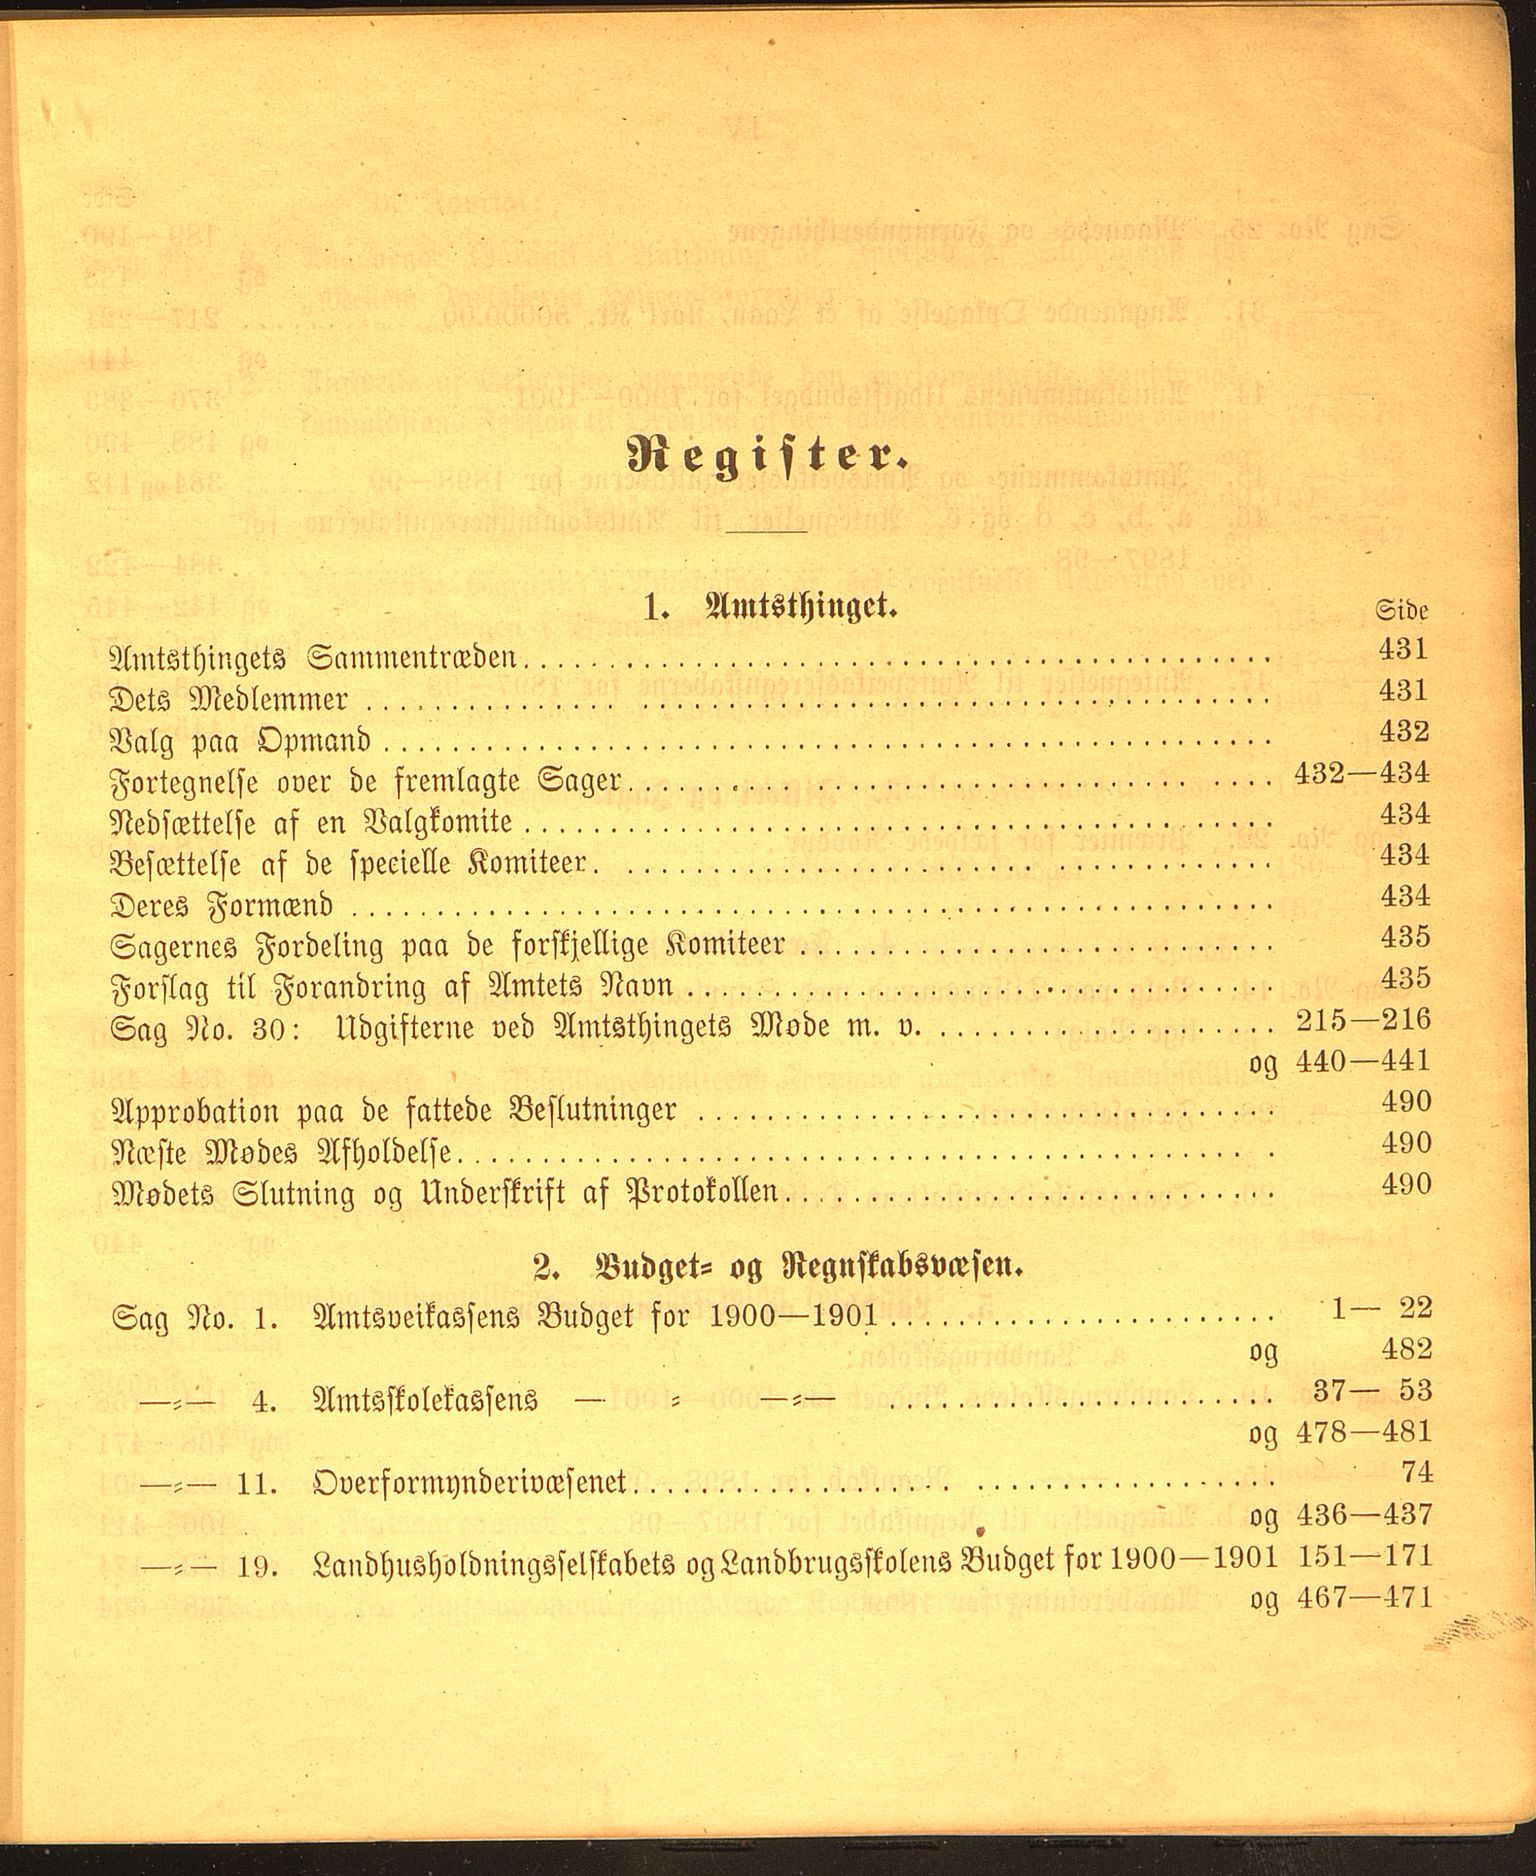 Register.
1. Amtsthinget.
Side
Amtsthingets Sammentræden........................................... 431
Dets Medlemmer ........................................... 431
Valg paa Opmand ........................................... 432
Fortegnelse over de fremlagte Sager........................................... 432—434
Nedsættelse af en Valgkomite ........................................... 434
Besættelse af de specielle Komiteer. ........................................... 434
Deres Formænd ........................................... 434
Sagernes Fordeling paa de forskjellige Komiteer ............................ 435
Forslag til Forandring af Amtets Navn ................................... 435
Sag No. 30: Udgifterne ved Amtsthingets Møde m. v. ..................... 215—216
og 440—441
Approbation paa de fattede Beslutninger ................................... 490
Næste Mødes Afholdelse........................................... 490
Mødets Slutning og Underskrift af Protokollen.............................. 490
2. Budget- og Regnskabsvæsen.
Sag No. 1. Amtsveikassens Budget for 1900—1901 ........................ 1— 22
og 482
—„— 4. Amtsskolekassens — „ —„— ........................ 37— 53
og 478—481
—„— 11. Overformynderivæsenet........................................... 74
og 436—437
—„— 19. Landhusholdningsselskabets og Landbrugsskolens Budget for 1900—1901 151—171
og 467—471